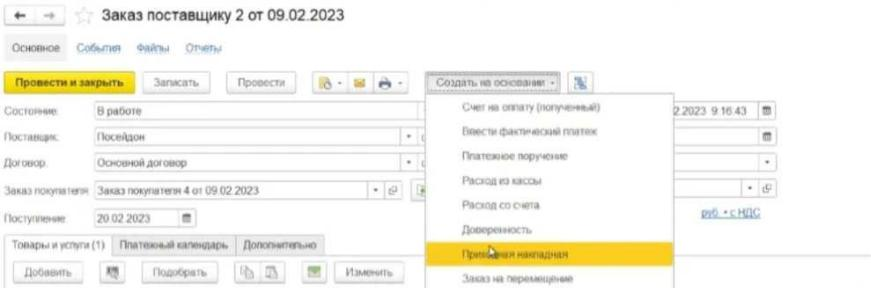 Заказ поставщику 2 от 09.02.2023
Основное События Файлы Отчеты
Провести и закрыть Записать Провести Создать на основании
Состояние: В работе 2.2023 9:16:43
Поставщик: Посейдон
Договор: Основной договор
Заказ покупателя: Заказ покупателя 4 от 09.02.2023
Поступление: 20.02.2023 руб. • с НДС
Товары и услуги (1) Платежный календарь Дополнительно
Добавить Подобрать Изменить
Счет на оплату (полученный)
Ввести фактический платеж
Платежное поручение
Расход из кассы
Расход со счета
Доверенность
Приходная накладная
Заказ на перемещение